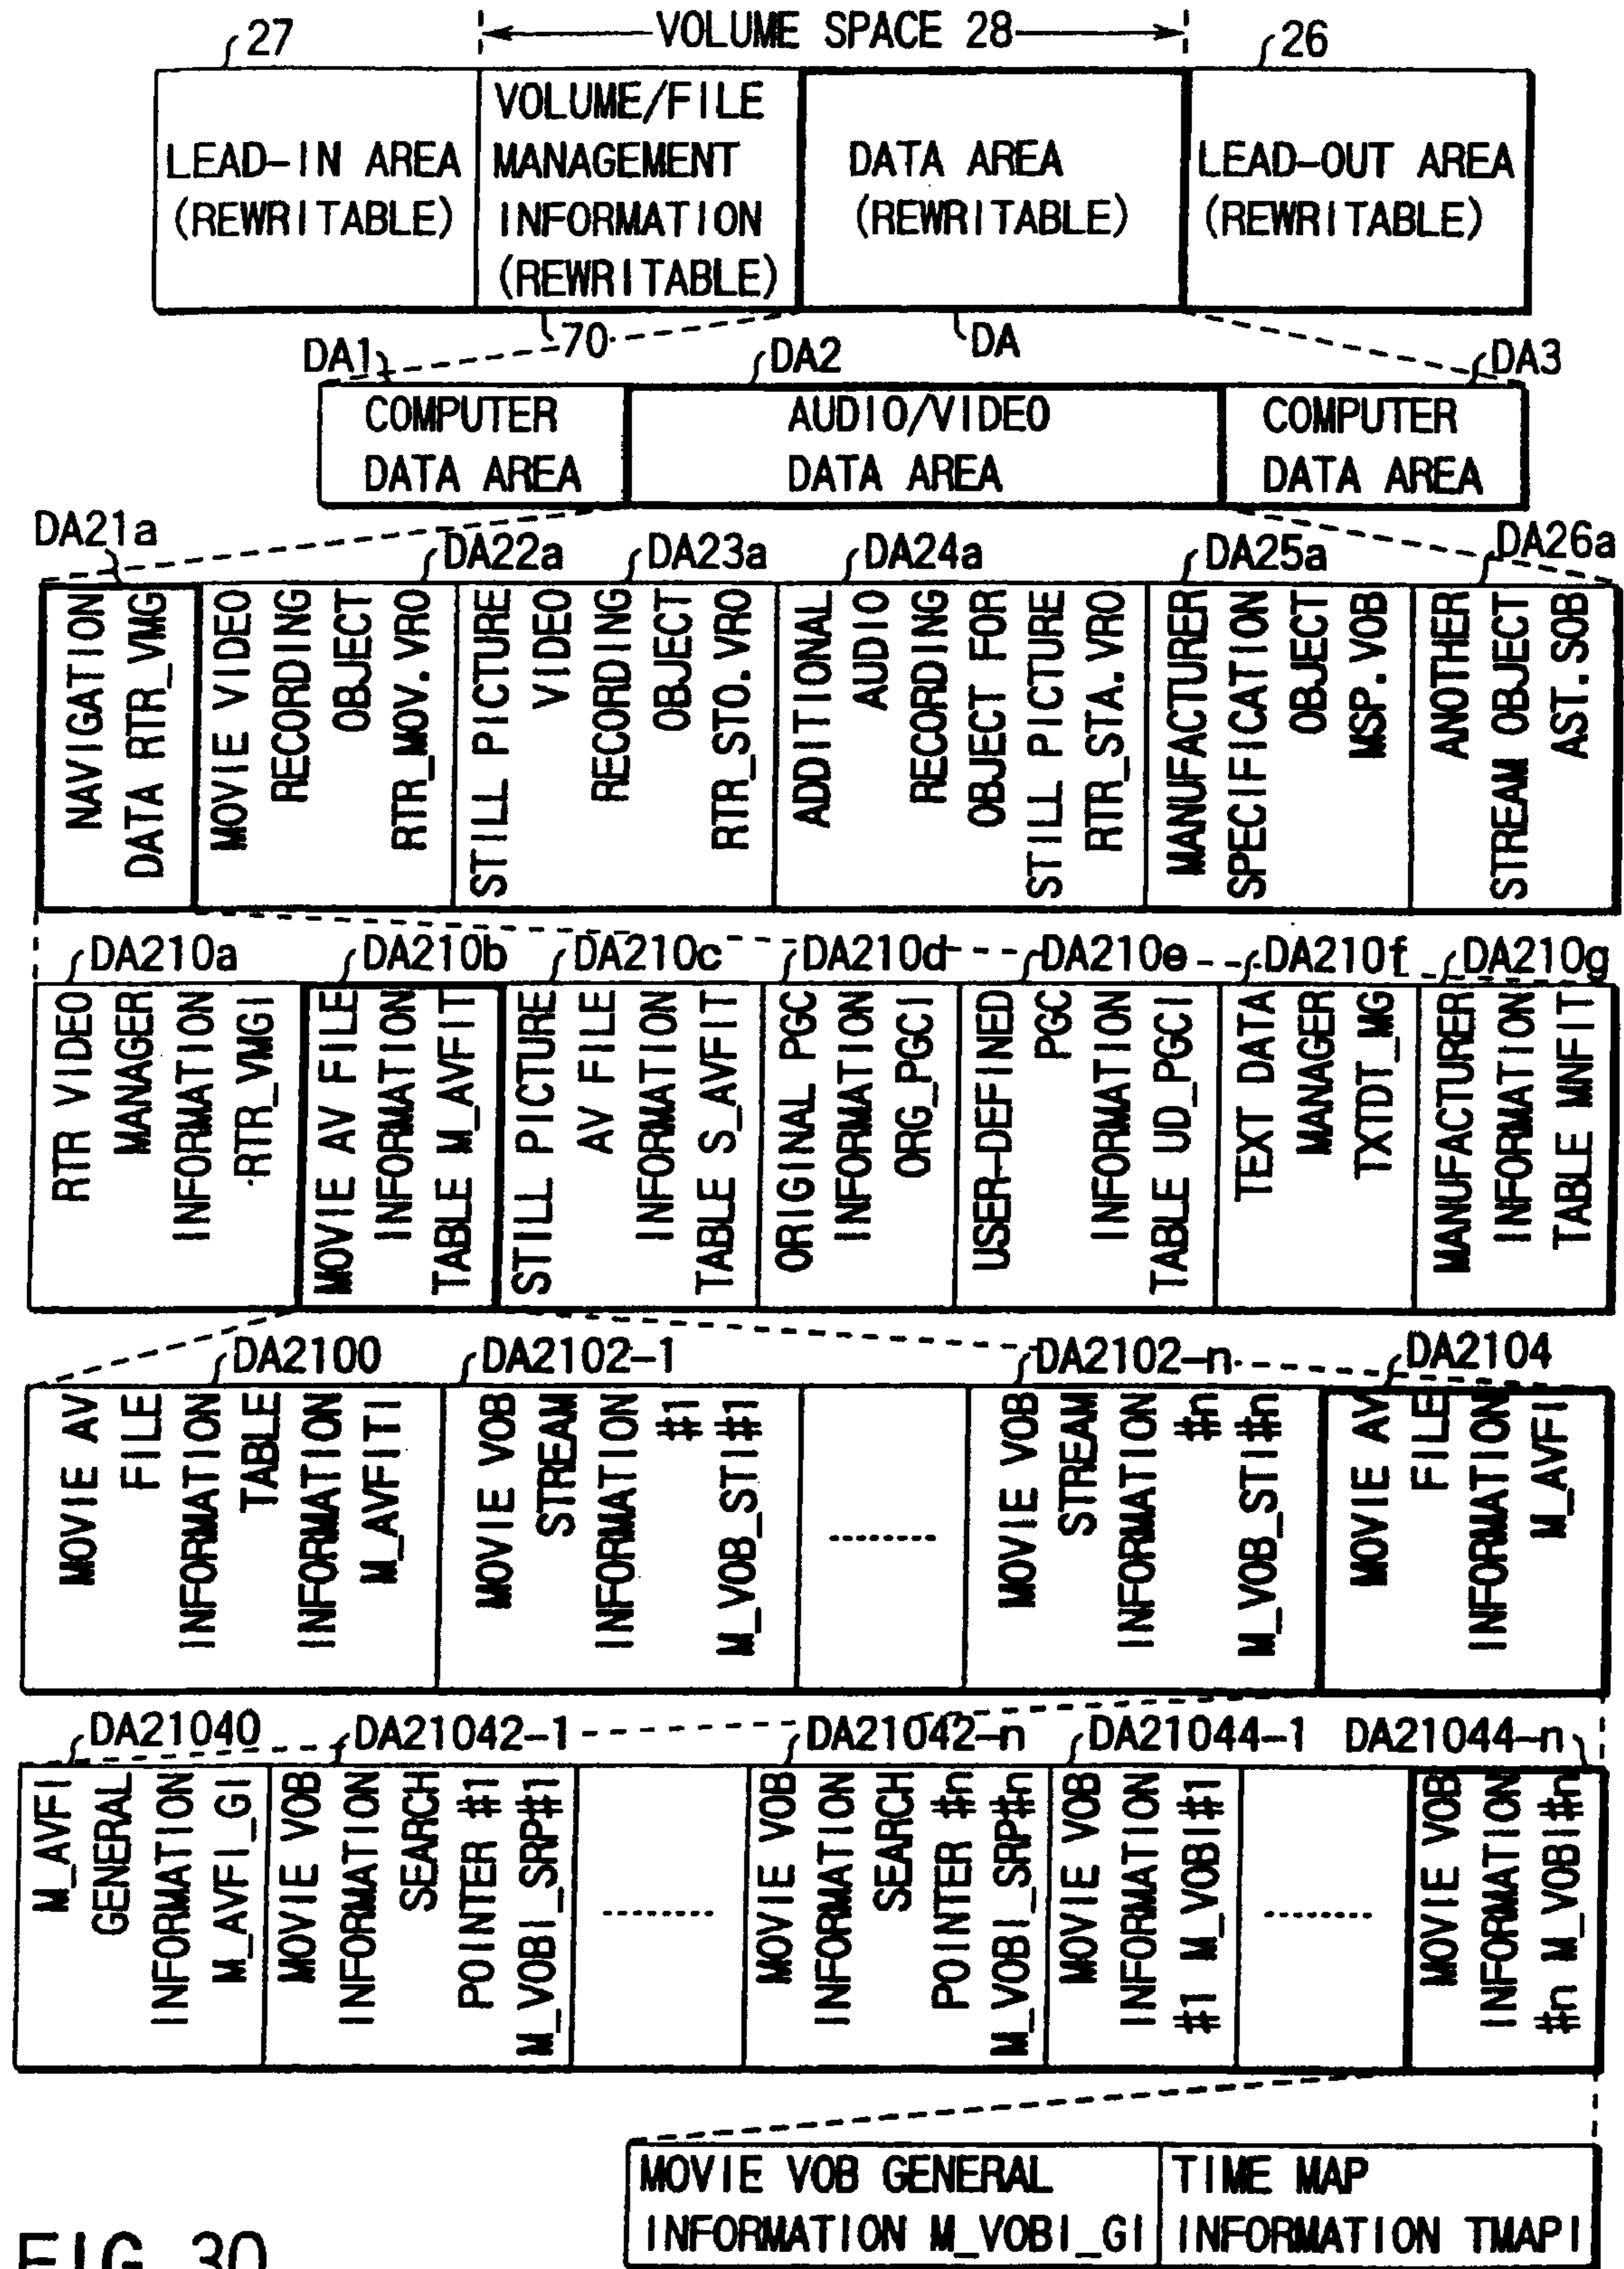 VOLUME SPACE 28
27
26
LEAD-IN AREA
(REWRITABLE)
VOLUME/FILE
MANAGEMENT
INFORMATION
(REWRITABLE)
DATA AREA
(REWRITABLE)
LEAD-OUT AREA
(REWRITABLE)
70
DA
DA1
DA2
DA3
COMPUTER
DATA AREA
AUDIO/VIDEO
DATA AREA
COMPUTER
DATA AREA
DA21a
DA22a
DA23a
DA24a
DA25a
DA26a
NAVIGATION
DATA RTR_VMG
MOVIE VIDEO
RECORDING
OBJECT
RTR_MOV.VRO
STILL PICTURE
VIDEO
RECORDING
OBJECT
RTR_STO.VRO
ADDITIONAL
AUDIO
RECORDING
OBJECT FOR
STILL PICTURE
RTR_STA.VRO
MANUFACTURER
SPECIFICATION
OBJECT
MSP.VOB
ANOTHER
STREAM OBJECT
AST.SOB
DA210a
DA210b
DA210c
DA210d
DA210e
DA210f
DA210g
RTR VIDEO
MANAGER
INFORMATION
RTR_VMGI
MOVIE AV FILE
INFORMATION
TABLE M_AVFIT
STILL PICTURE
AV FILE
INFORMATION
TABLE S_AVFIT
ORIGINAL PGC
INFORMATION
ORG_PGCI
USER-DEFINED
PGC
INFORMATION
TABLE UD_PGCI
TEXT DATA
MANAGER
TXTDT_MG
MANUFACTURER
INFORMATION
TABLE MNFIT
DA2100
DA2102-1
DA2102-n
DA2104
MOVIE AV
FILE
INFORMATION
TABLE
INFORMATION
M_AVFITI
MOVIE VOB
STREAM
INFORMATION
#1
M_VOB_STI#1
---------
MOVIE VOB
STREAM
INFORMATION
#n
M_VOB_STI#n
MOVIE AV
FILE
INFORMATION
M_AVFI
DA21040
DA21042-1
DA21042-n
DA21044-1
DA21044-n
M_AVFI
GENERAL
INFORMATION
M_AVFI_GI
MOVIE VOB
INFORMATION
SEARCH
POINTER #1
M_VOBI_SRP#1
---------
MOVIE VOB
INFORMATION
SEARCH
POINTER #n
M_VOBI_SRP#n
MOVIE VOB
INFORMATION
#1 M_VOBI#1
---------
MOVIE VOB
INFORMATION
#n M_VOBI#n
MOVIE VOB GENERAL
INFORMATION M_VOBI_GI
TIME MAP
INFORMATION TMAPI
FIG. 30